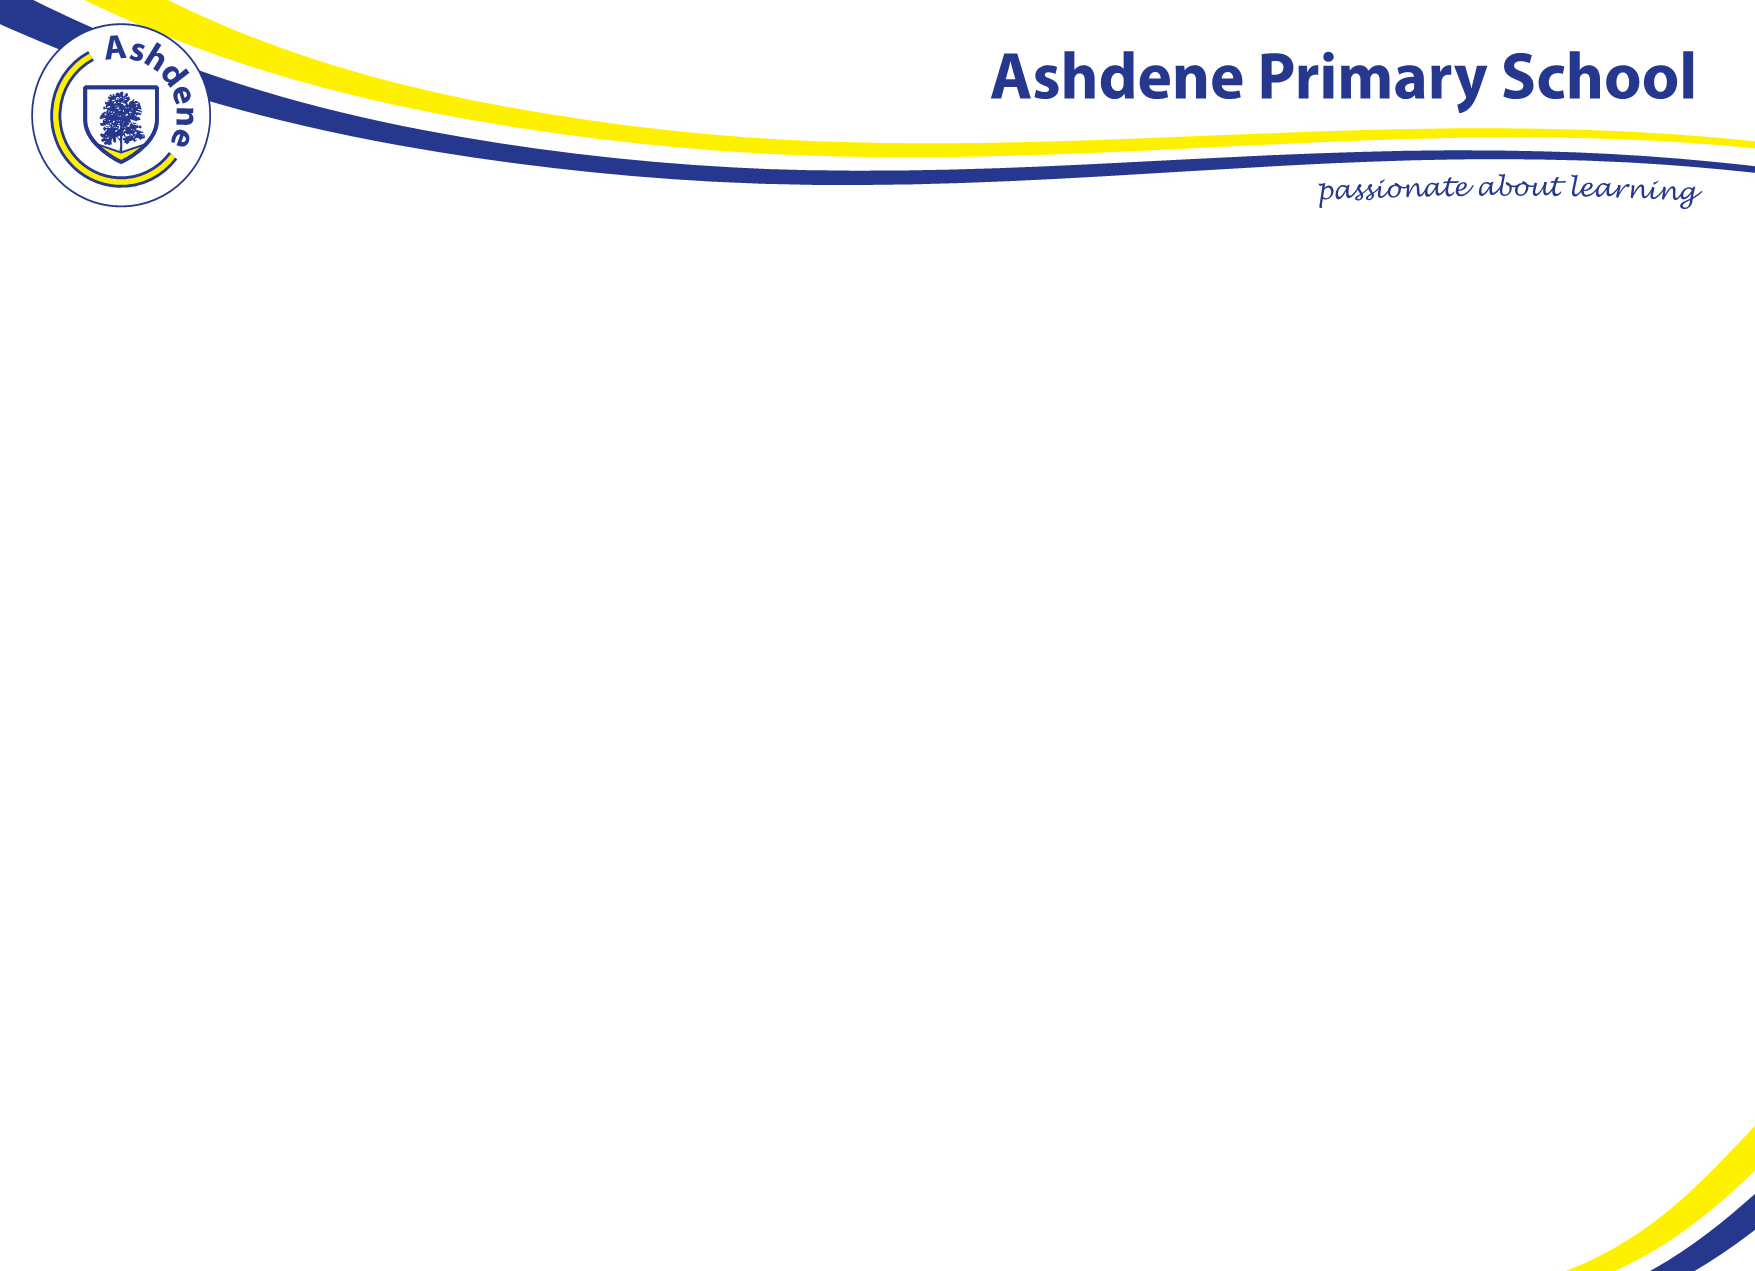 Ashdene
Ashdene Primary School
passionate about learning